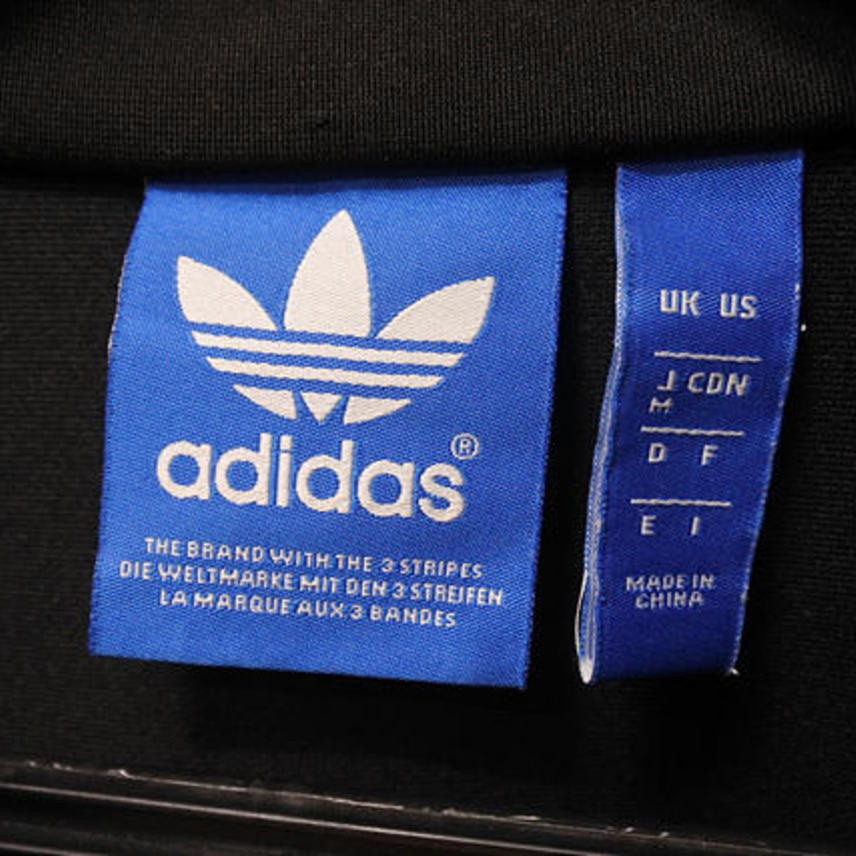 adidas®
THE BRAND WITH THE 3 STRIPES
DIE WELTMARKE MIT DEN 3 STREIFEN
LA MARQUE AUX 3 BANDES
UK US
J CDN
M
D F
E I
MADE IN
CHINA